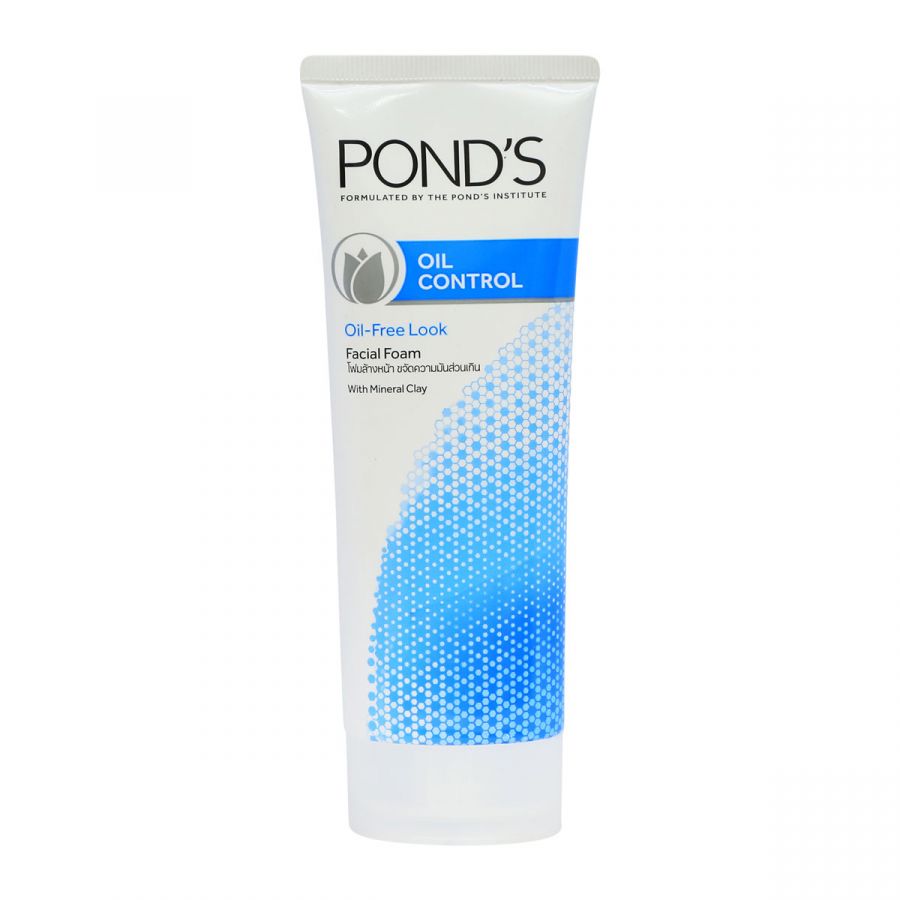 POND'S
FORMULATED BY THE POND'S INSTITUTE
OIL
CONTROL
Oil-Free Look
Facial Foam
โฟมล้างหน้า ขจัดความมันส่วนเกิน
With Mineral Clay